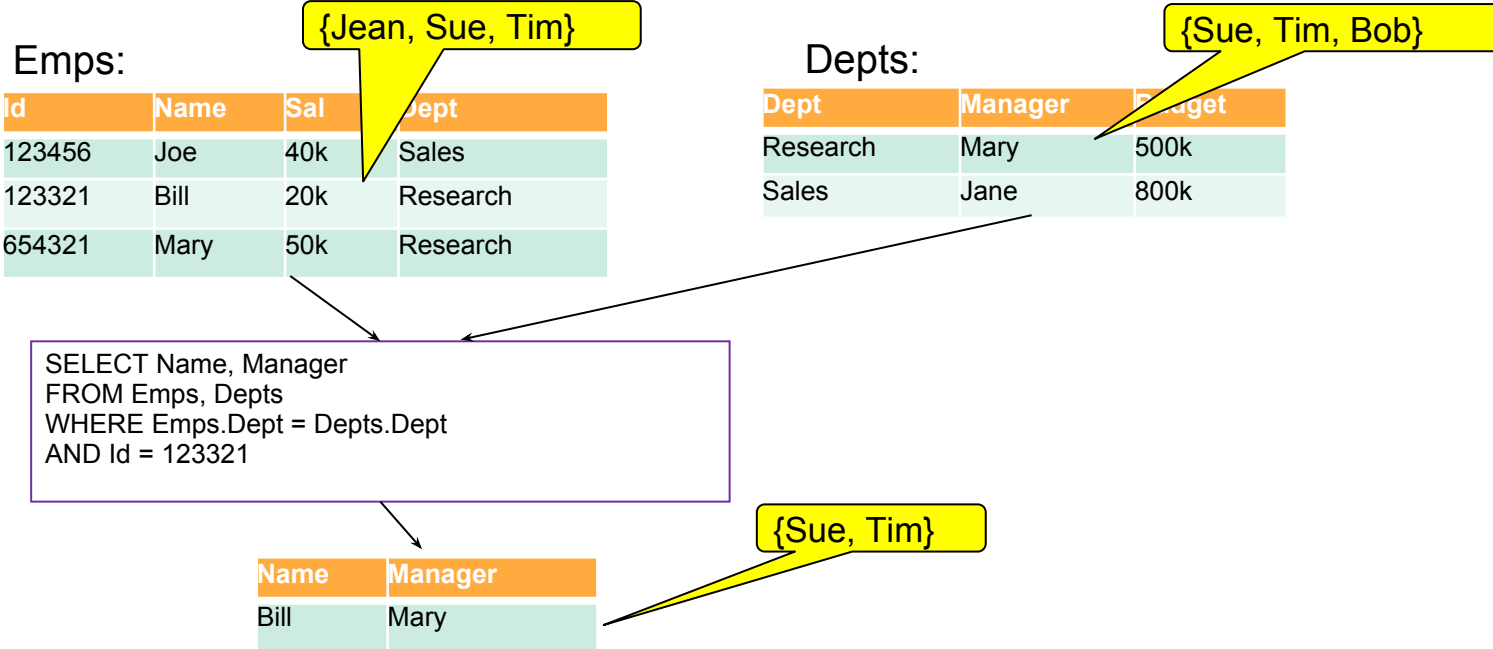 {Jean, Sue, Tim}
{Sue, Tim, Bob}
Emps:
Depts:
Id Name Sal Dept
123456 Joe 40k Sales
123321 Bill 20k Research
654321 Mary 50k Research
Dept Manager Budget
Research Mary 500k
Sales Jane 800k
SELECT Name, Manager
FROM Emps, Depts
WHERE Emps.Dept = Depts.Dept
AND Id = 123321
{Sue, Tim}
Name Manager
Bill Mary